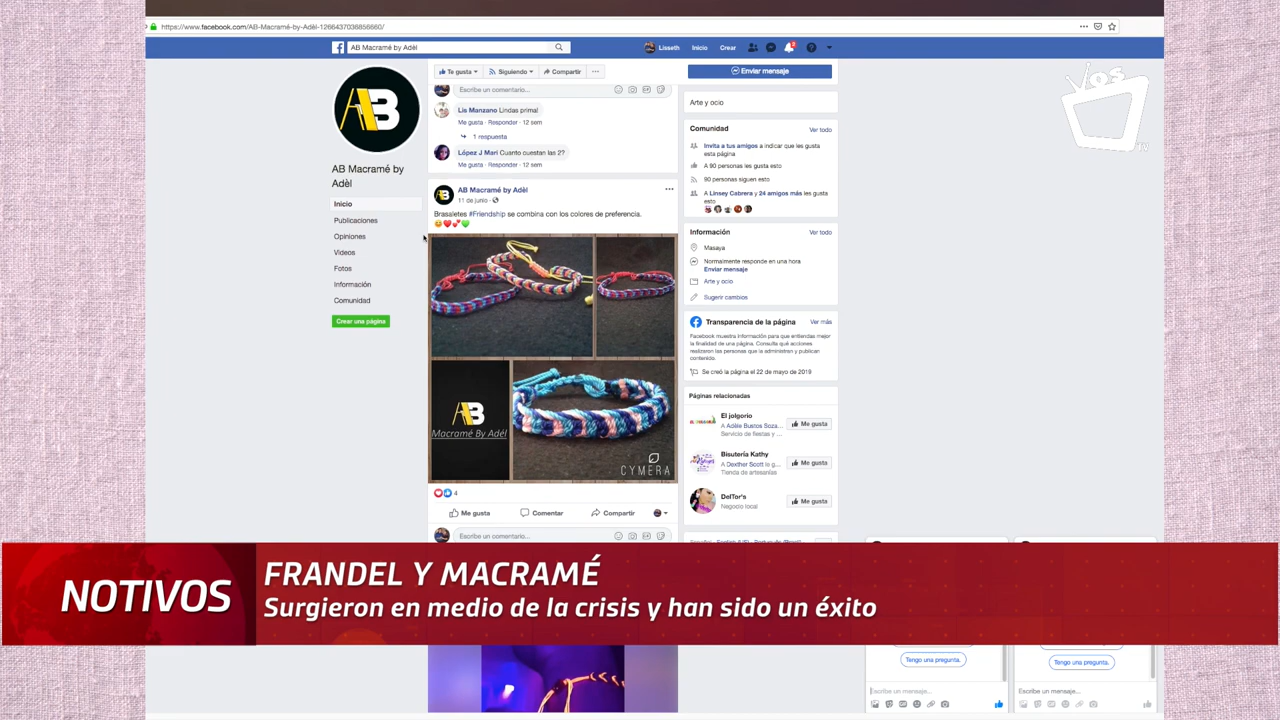 https://www.facebook.com/AB-Macramé-by-Adèl-1266437036856660/
AB Macramé by Adèl
Lisseth
Inicio
Crear
AB
AB Macramé by
Adèl
Inicio
Publicaciones
Opiniones
Videos
Fotos
Información
Comunidad
Crear una página
Te gusta
Siguiendo
Compartir
Escribe un comentario...
Lis Manzano Lindas prima!
Me gusta · Responder · 12 sem
1 respuesta
López J Mari Cuanto cuestan las 2?
Me gusta · Responder · 12 sem
AB Macramé by Adèl
11 de junio
Brasaletes #Friendship se combina con los colores de preferencia.
AB
Macramé By Adèl
CYMERA
4
Me gusta
Comentar
Compartir
Escribe un comentario...
Enviar mensaje
Arte y ocio
Comunidad
Ver todo
Invita a tus amigos a indicar que les gusta
esta página
A 90 personas les gusta esto
90 personas siguen esto
A Linsey Cabrera y 24 amigos más les gusta
esto
Información
Ver todo
Masaya
Normalmente responde en una hora
Enviar mensaje
Arte y ocio
Sugerir cambios
Transparencia de la página
Ver más
Facebook muestra información para que entiendas mejor
la finalidad de una página. Consulta qué acciones
realizaron las personas que la administran y publican
contenido.
Se creó la página el 22 de mayo de 2019
Páginas relacionadas
El jolgorio
A Adèle Bustos Soza...
Servicio de fiestas y ...
Me gusta
Bisutería Kathy
A Dexther Scott lo g...
Tienda de artesanías
Me gusta
DelTor's
Negocio local
Me gusta
VOS
TV
NOTIVOS
FRANDEL Y MACRAMÉ
Surgieron en medio de la crisis y han sido un éxito
Tengo una pregunta.
Tengo una pregunta.
Escribe un mensaje...
Escribe un mensaje...